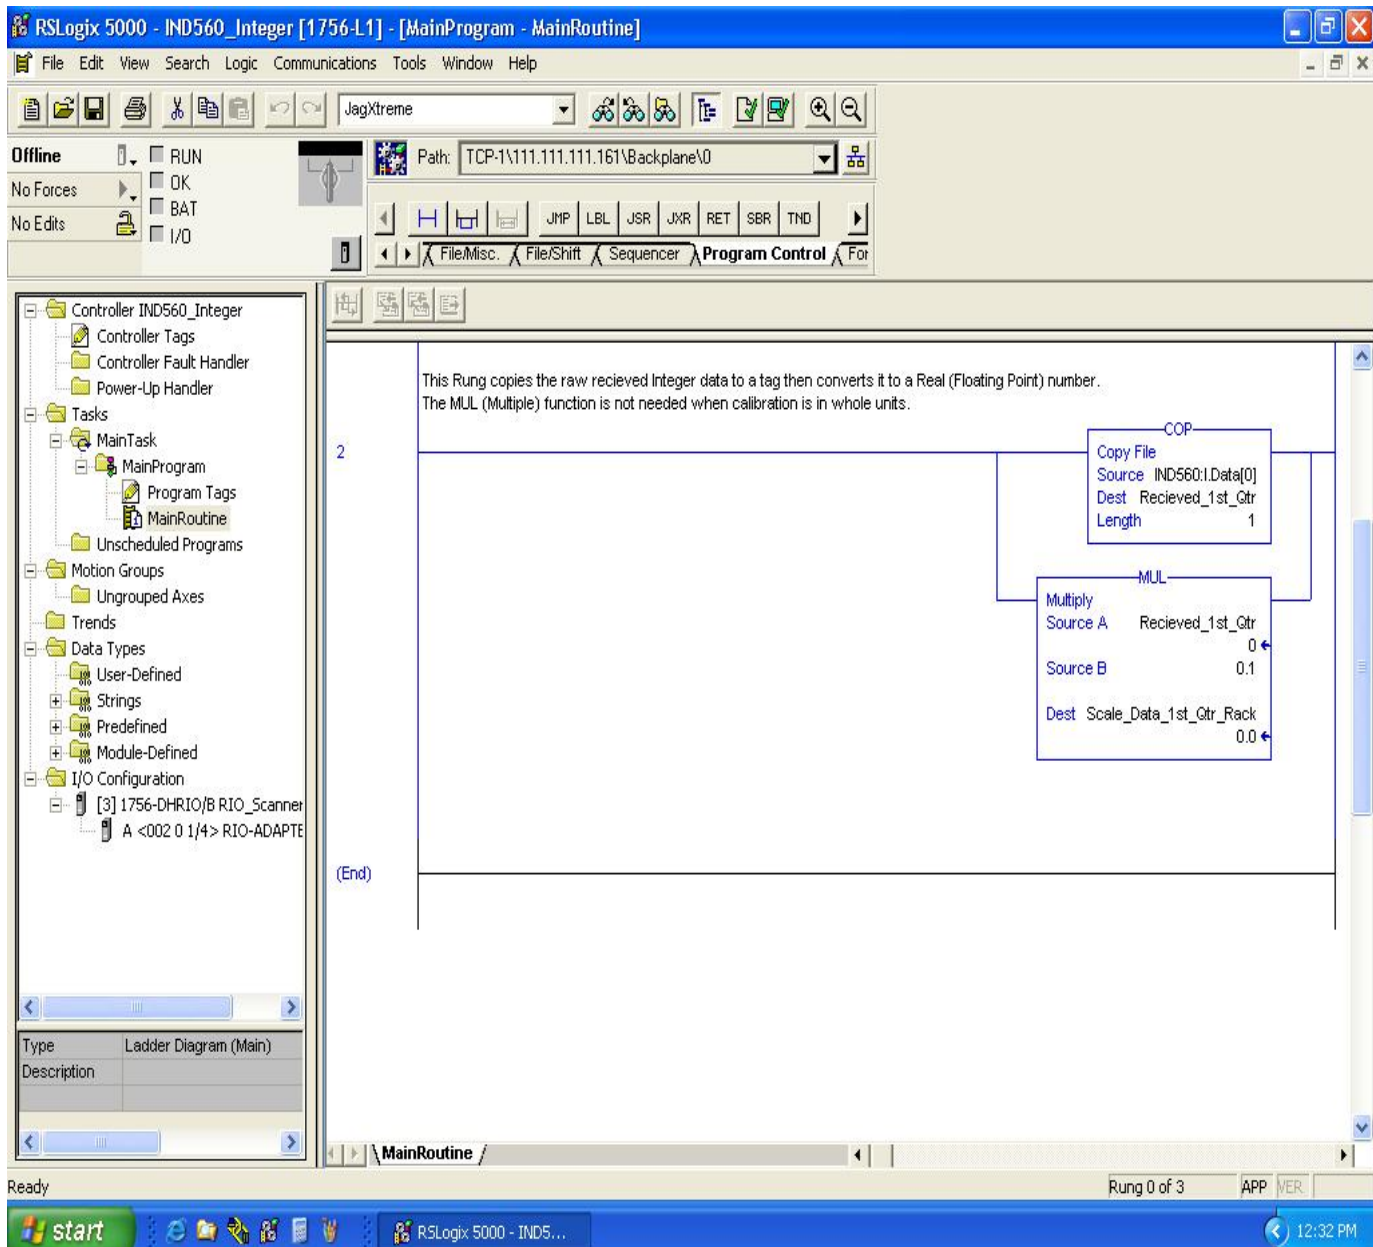 RSLogix 5000 - IND560_Integer [1756-L1] - [MainProgram - MainRoutine]
File Edit View Search Logic Communications Tools Window Help
JagXtreme
Offline
RUN
No Forces
OK
No Edits
BAT
I/O
Path: TCP-1\111.111.111.161\Backplane\0
JMP LBL JSR JXR RET SBR TND
File/Misc. File/Shift Sequencer Program Control For
Controller IND560_Integer
Controller Tags
Controller Fault Handler
Power-Up Handler
Tasks
MainTask
MainProgram
Program Tags
MainRoutine
Unscheduled Programs
Motion Groups
Ungrouped Axes
Trends
Data Types
User-Defined
Strings
Predefined
Module-Defined
I/O Configuration
[3] 1756-DHRIO/B RIO_Scanner
A <002 0 1/4> RIO-ADAPTE
Type Ladder Diagram (Main)
Description
This Rung copies the raw recieved Integer data to a tag then converts it to a Real (Floating Point) number.
The MUL (Multiple) function is not needed when calibration is in whole units.
2
COP
Copy File
Source IND560:I.Data[0]
Dest Recieved_1st_Qtr
Length 1
MUL
Multiply
Source A Recieved_1st_Qtr
0
Source B 0.1
Dest Scale_Data_1st_Qtr_Rack
0.0
(End)
MainRoutine
Ready
Rung 0 of 3 APP VER
start
RSLogix 5000 - IND5...
12:32 PM